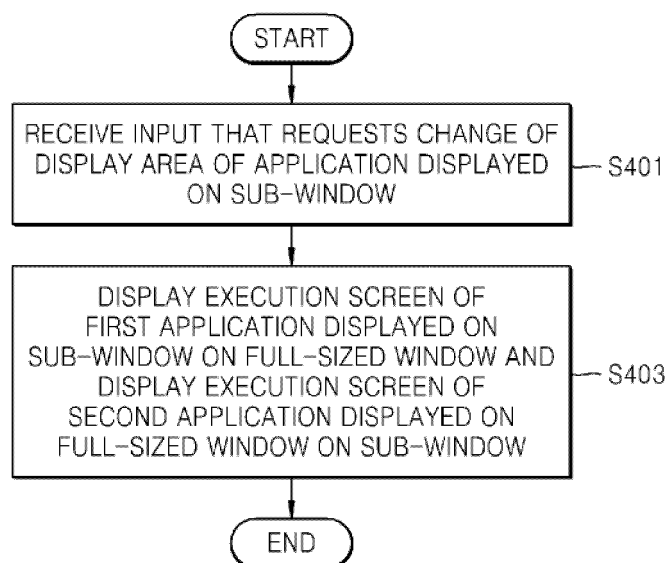 START
RECEIVE INPUT THAT REQUESTS CHANGE OF
DISPLAY AREA OF APPLICATION DISPLAYED
ON SUB-WINDOW
S401
DISPLAY EXECUTION SCREEN OF
FIRST APPLICATION DISPLAYED ON
SUB-WINDOW ON FULL-SIZED WINDOW AND
DISPLAY EXECUTION SCREEN OF
SECOND APPLICATION DISPLAYED ON
FULL-SIZED WINDOW ON SUB-WINDOW
S403
END